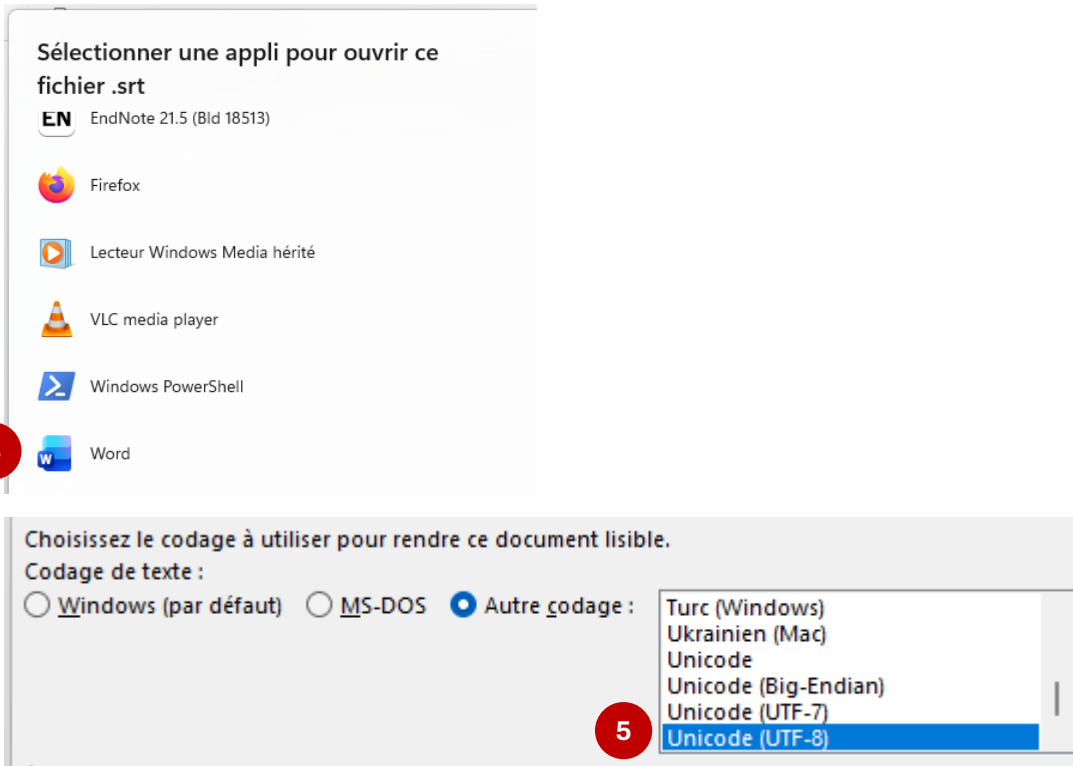 Sélectionner une appli pour ouvrir ce
fichier .srt
EN EndNote 21.5 (Bld 18513)
Firefox
Lecteur Windows Media hérité
VLC media player
Windows PowerShell
W Word
Choisissez le codage à utiliser pour rendre ce document lisible.
Codage de texte :
Windows (par défaut) MS-DOS Autre codage :
Turc (Windows)
Ukrainien (Mac)
Unicode
Unicode (Big-Endian)
Unicode (UTF-7)
5 Unicode (UTF-8)